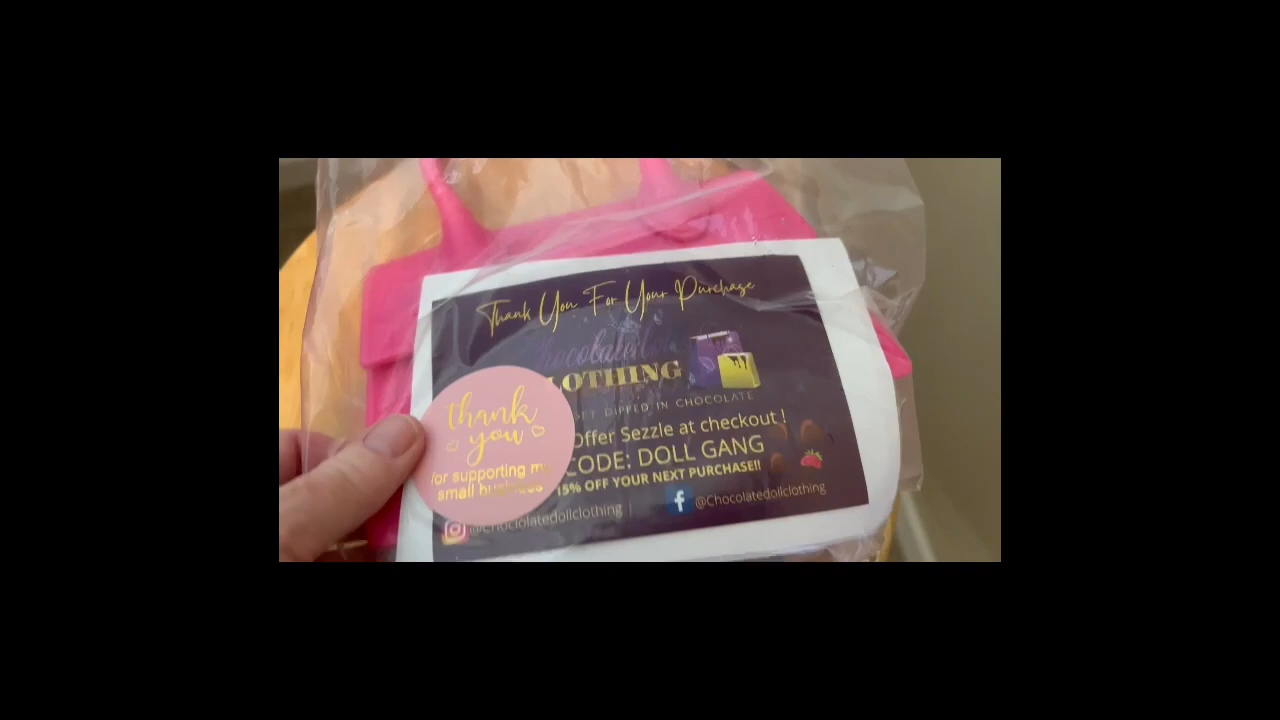 Thank You For Your Purchase
LOTHING
DIPPED IN CHOCOLATE
Offer Sezzle at checkout !
CODE: DOLL GANG
15% OFF YOUR NEXT PURCHASE!!
@Chocolatedollclothing
@Choclolatedollclothing |
thank
you
for supporting my
small business